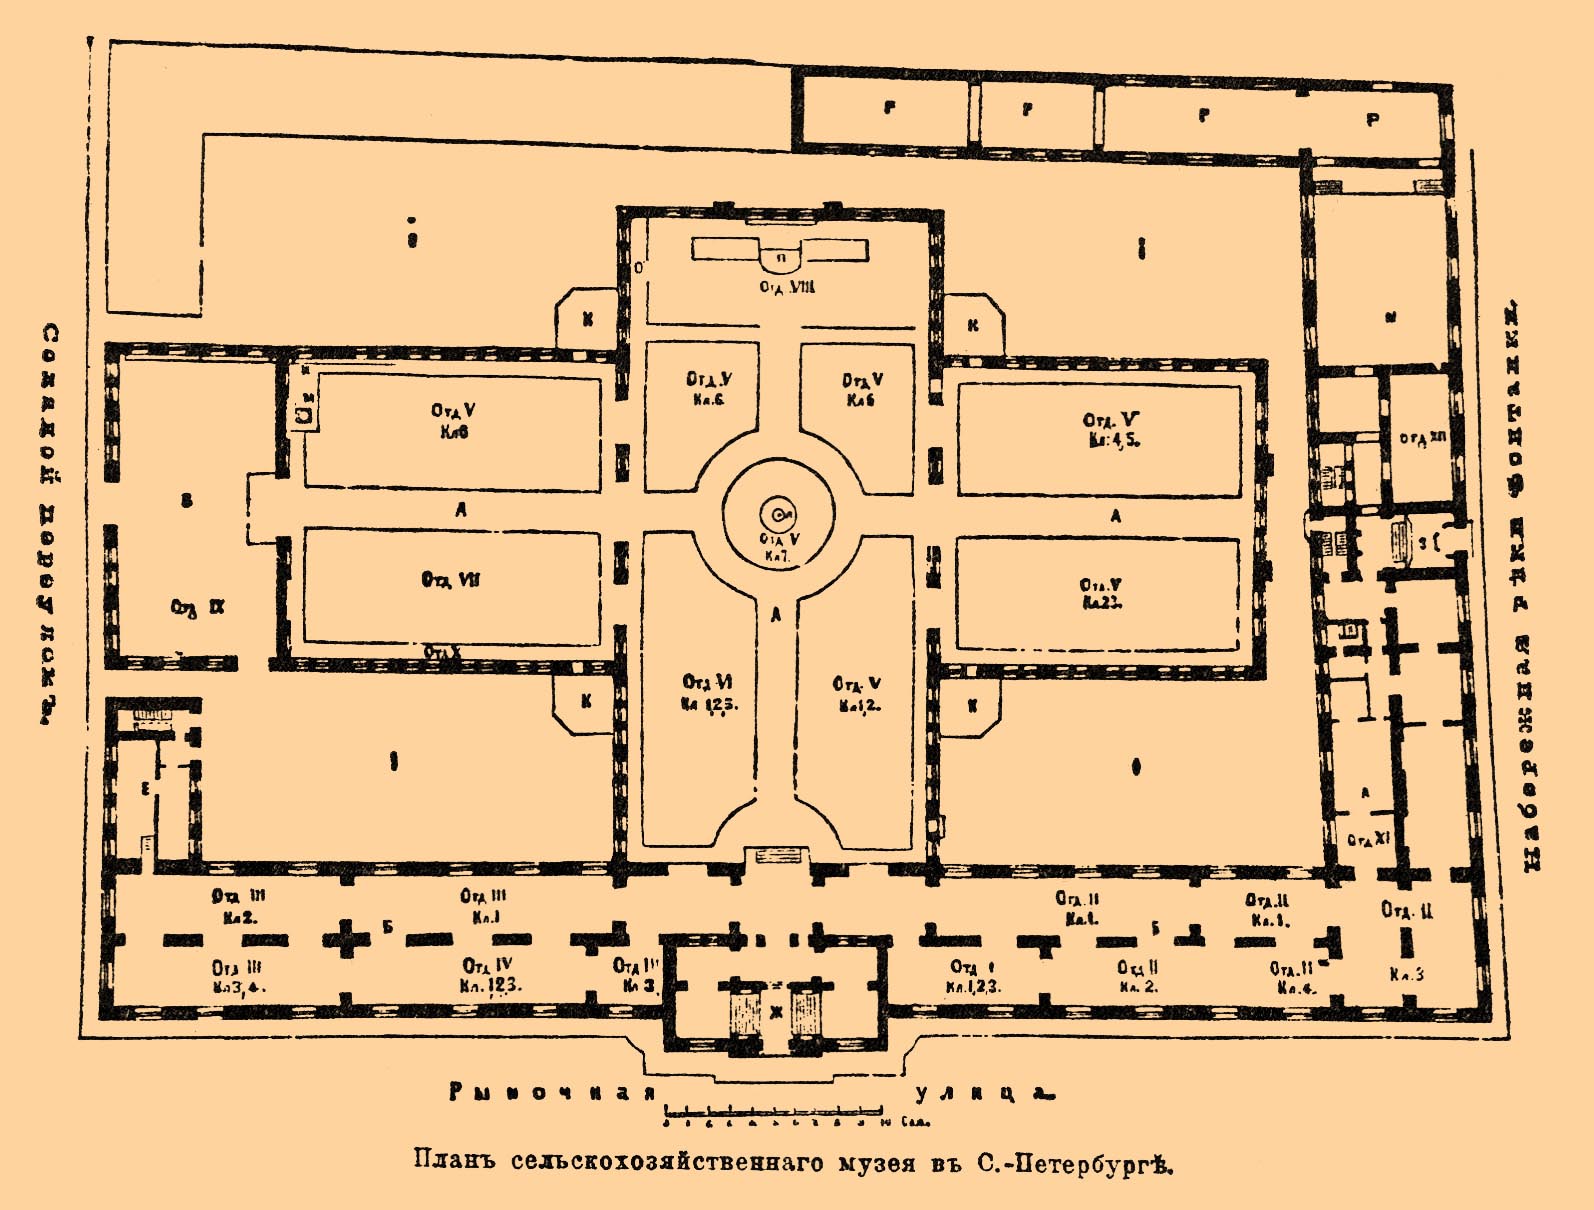 Р
Р
Р
Р
П
О
Отд. VIII
К
К
И
М
Отд. V
Кл. 6.
Отд V
Кл 6
Отд V
Кл 6
Отд. V
Кл: 4, 5.
Отд XII
В
А
Отд V
Кл 7.
А
З
Отд VII
Отд. V
Кл. 2 3.
Отд IX
А
Отд X
К
К
Отд VI
Кл 1, 2, 3.
Отд. V
Кл 1, 2.
Е
Отд XI
Отд III
Кл 2.
Отд III
Кл. 1
Отд. II
Кл. 1.
Отд. II
Кл. 1.
Отд. II
Кл. 3
Б
Б
Отд III
Кл 3, 4.
Отд IV
Кл. 1 2 3.
Отд III
Кл 3,
Отд I
Кл. 1, 2, 3.
Отд II
Кл. 2.
Отд. II
Кл. 4.
Ж
Соляной переулокъ.
Набережная рѣки Фонтанки.
Рыночная улица.
10 Саж.
Планъ сельскохозяйственнаго музея въ С.-Петербургѣ.